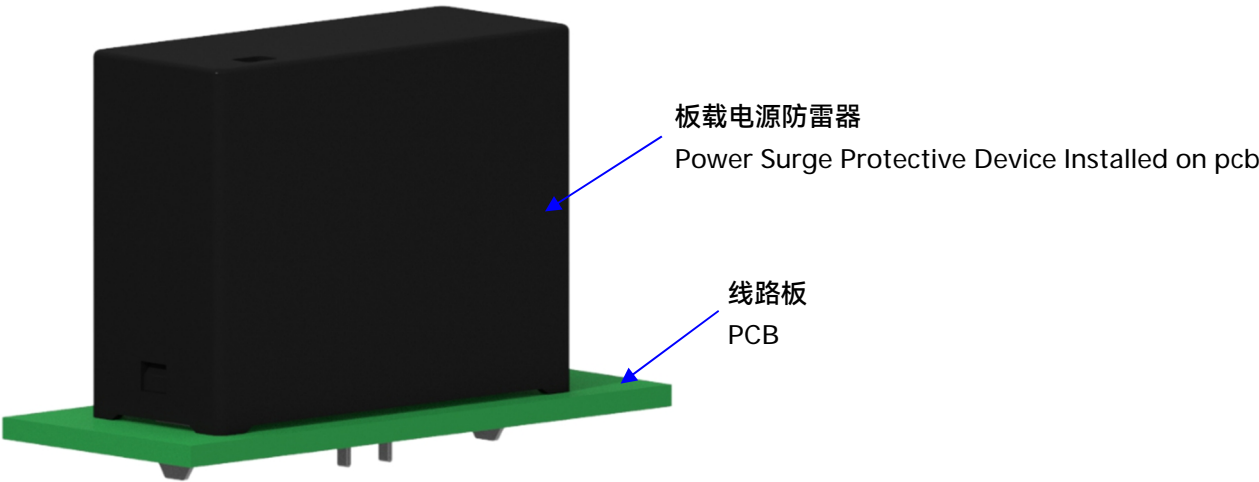 板载电源防雷器
Power Surge Protective Device Installed on pcb
线路板
PCB